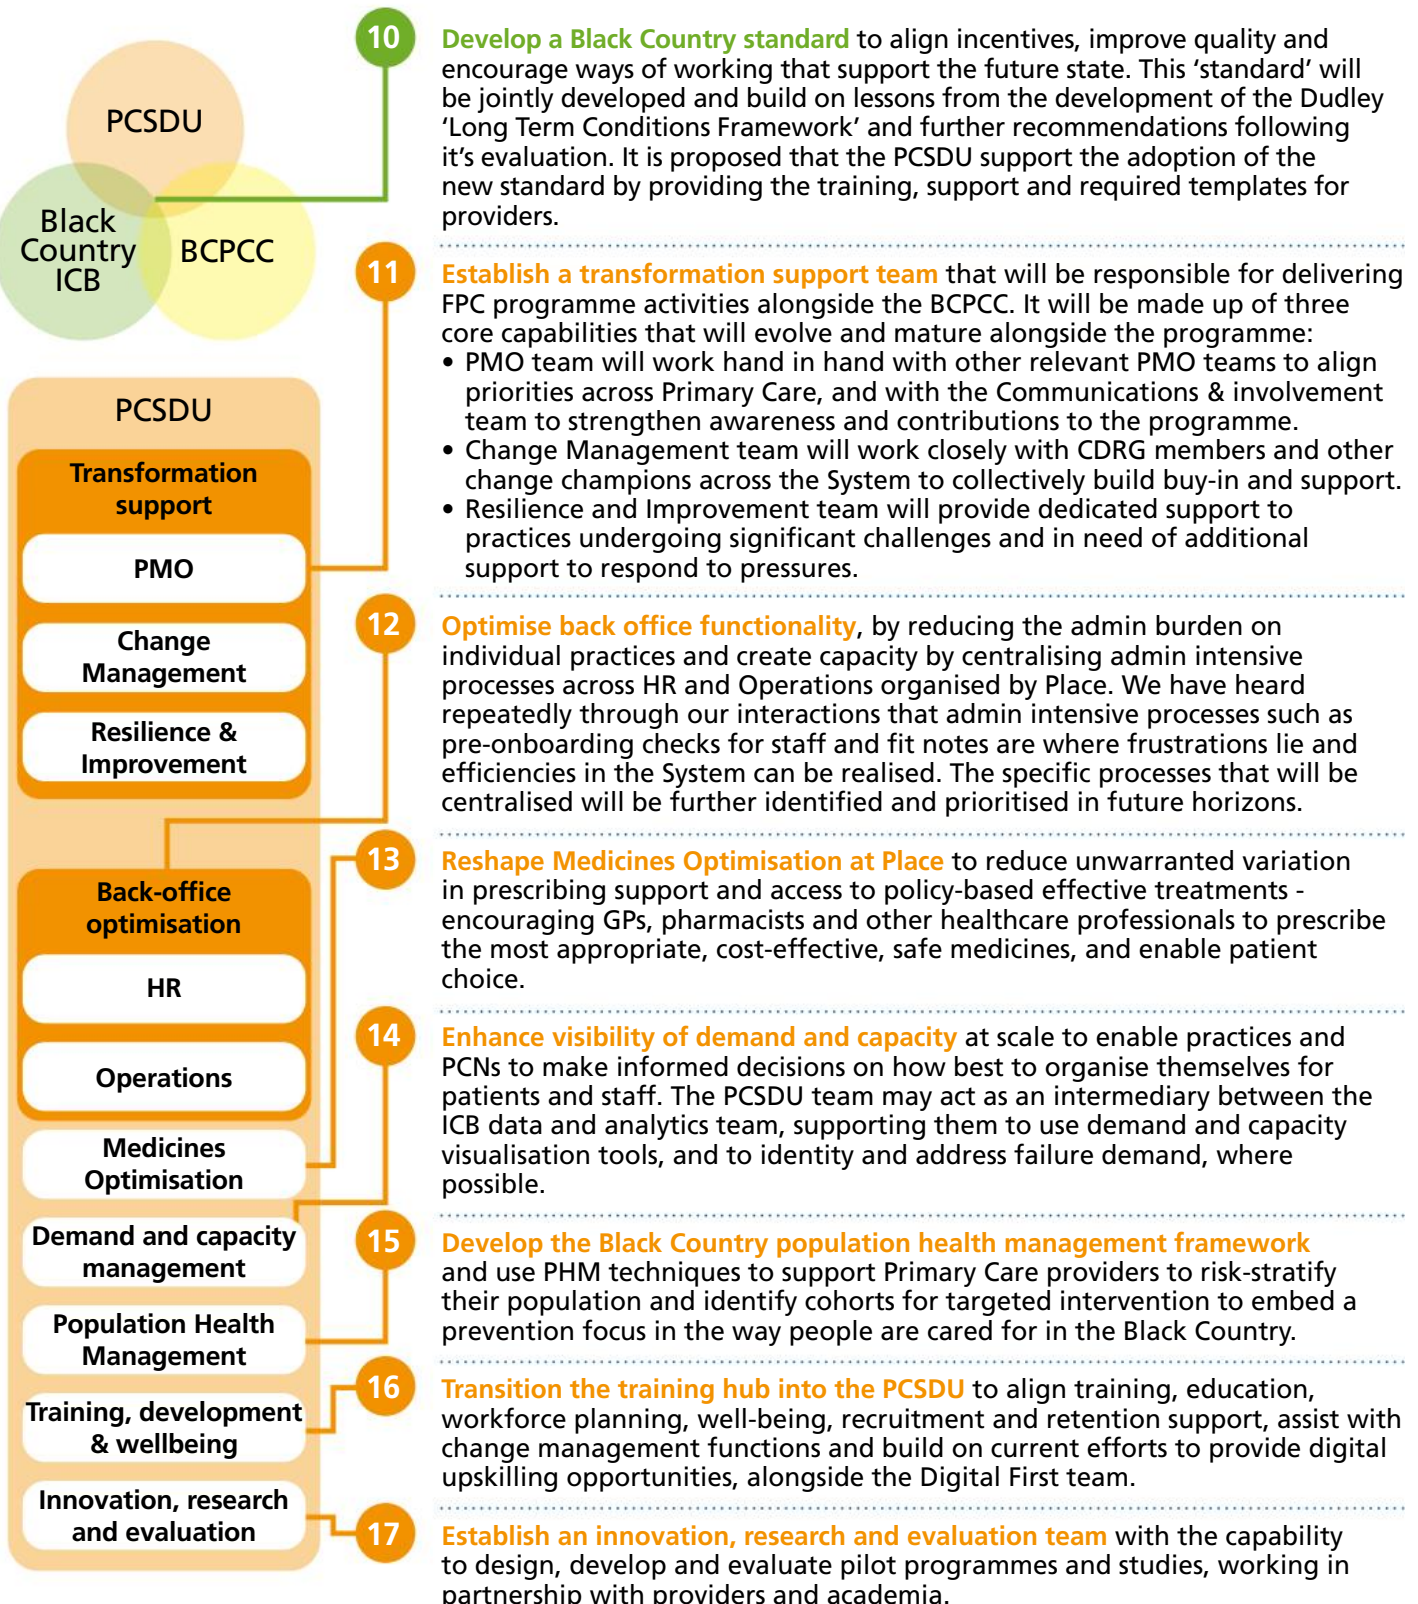 PCSDU
Black
Country
ICB
BCPCC
PCSDU
Transformation
support
PMO
Change
Management
Resilience &
Improvement
Back-office
optimisation
HR
Operations
Medicines
Optimisation
Demand and capacity
management
Population Health
Management
Training, development
& wellbeing
Innovation, research
and evaluation
10
Develop a Black Country standard to align incentives, improve quality and
encourage ways of working that support the future state. This ‘standard’ will
be jointly developed and build on lessons from the development of the Dudley
‘Long Term Conditions Framework’ and further recommendations following
it’s evaluation. It is proposed that the PCSDU support the adoption of the
new standard by providing the training, support and required templates for
providers.
11
Establish a transformation support team that will be responsible for delivering
FPC programme activities alongside the BCPCC. It will be made up of three
core capabilities that will evolve and mature alongside the programme:
• PMO team will work hand in hand with other relevant PMO teams to align
priorities across Primary Care, and with the Communications & involvement
team to strengthen awareness and contributions to the programme.
• Change Management team will work closely with CDRG members and other
change champions across the System to collectively build buy-in and support.
• Resilience and Improvement team will provide dedicated support to
practices undergoing significant challenges and in need of additional
support to respond to pressures.
12
Optimise back office functionality, by reducing the admin burden on
individual practices and create capacity by centralising admin intensive
processes across HR and Operations organised by Place. We have heard
repeatedly through our interactions that admin intensive processes such as
pre-onboarding checks for staff and fit notes are where frustrations lie and
efficiencies in the System can be realised. The specific processes that will be
centralised will be further identified and prioritised in future horizons.
13
Reshape Medicines Optimisation at Place to reduce unwarranted variation
in prescribing support and access to policy-based effective treatments -
encouraging GPs, pharmacists and other healthcare professionals to prescribe
the most appropriate, cost-effective, safe medicines, and enable patient
choice.
14
Enhance visibility of demand and capacity at scale to enable practices and
PCNs to make informed decisions on how best to organise themselves for
patients and staff. The PCSDU team may act as an intermediary between the
ICB data and analytics team, supporting them to use demand and capacity
visualisation tools, and to identity and address failure demand, where
possible.
15
Develop the Black Country population health management framework
and use PHM techniques to support Primary Care providers to risk-stratify
their population and identify cohorts for targeted intervention to embed a
prevention focus in the way people are cared for in the Black Country.
16
Transition the training hub into the PCSDU to align training, education,
workforce planning, well-being, recruitment and retention support, assist with
change management functions and build on current efforts to provide digital
upskilling opportunities, alongside the Digital First team.
17
Establish an innovation, research and evaluation team with the capability
to design, develop and evaluate pilot programmes and studies, working in
partnership with providers and academia.